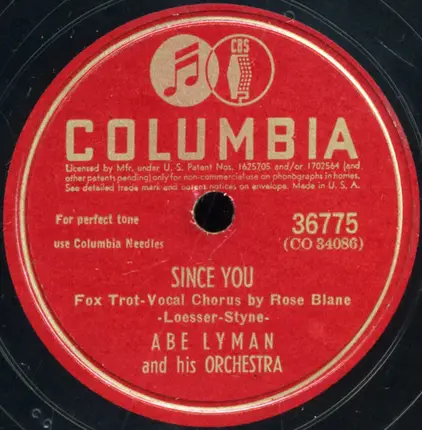 CBS
COLUMBIA
Licensed by Mfr. under U. S. Patent Nos. 1625705 and/or 1702564 (and
other patents pending) only for non-commercial use on phonographs in homes.
See detailed trade mark and patent notices on envelope. Made in U. S. A.
For perfect tone
use Columbia Needles
36775
(CO 34086)
SINCE YOU
Fox Trot-Vocal Chorus by Rose Blane
-Loesser-Styne-
ABE LYMAN
and his ORCHESTRA